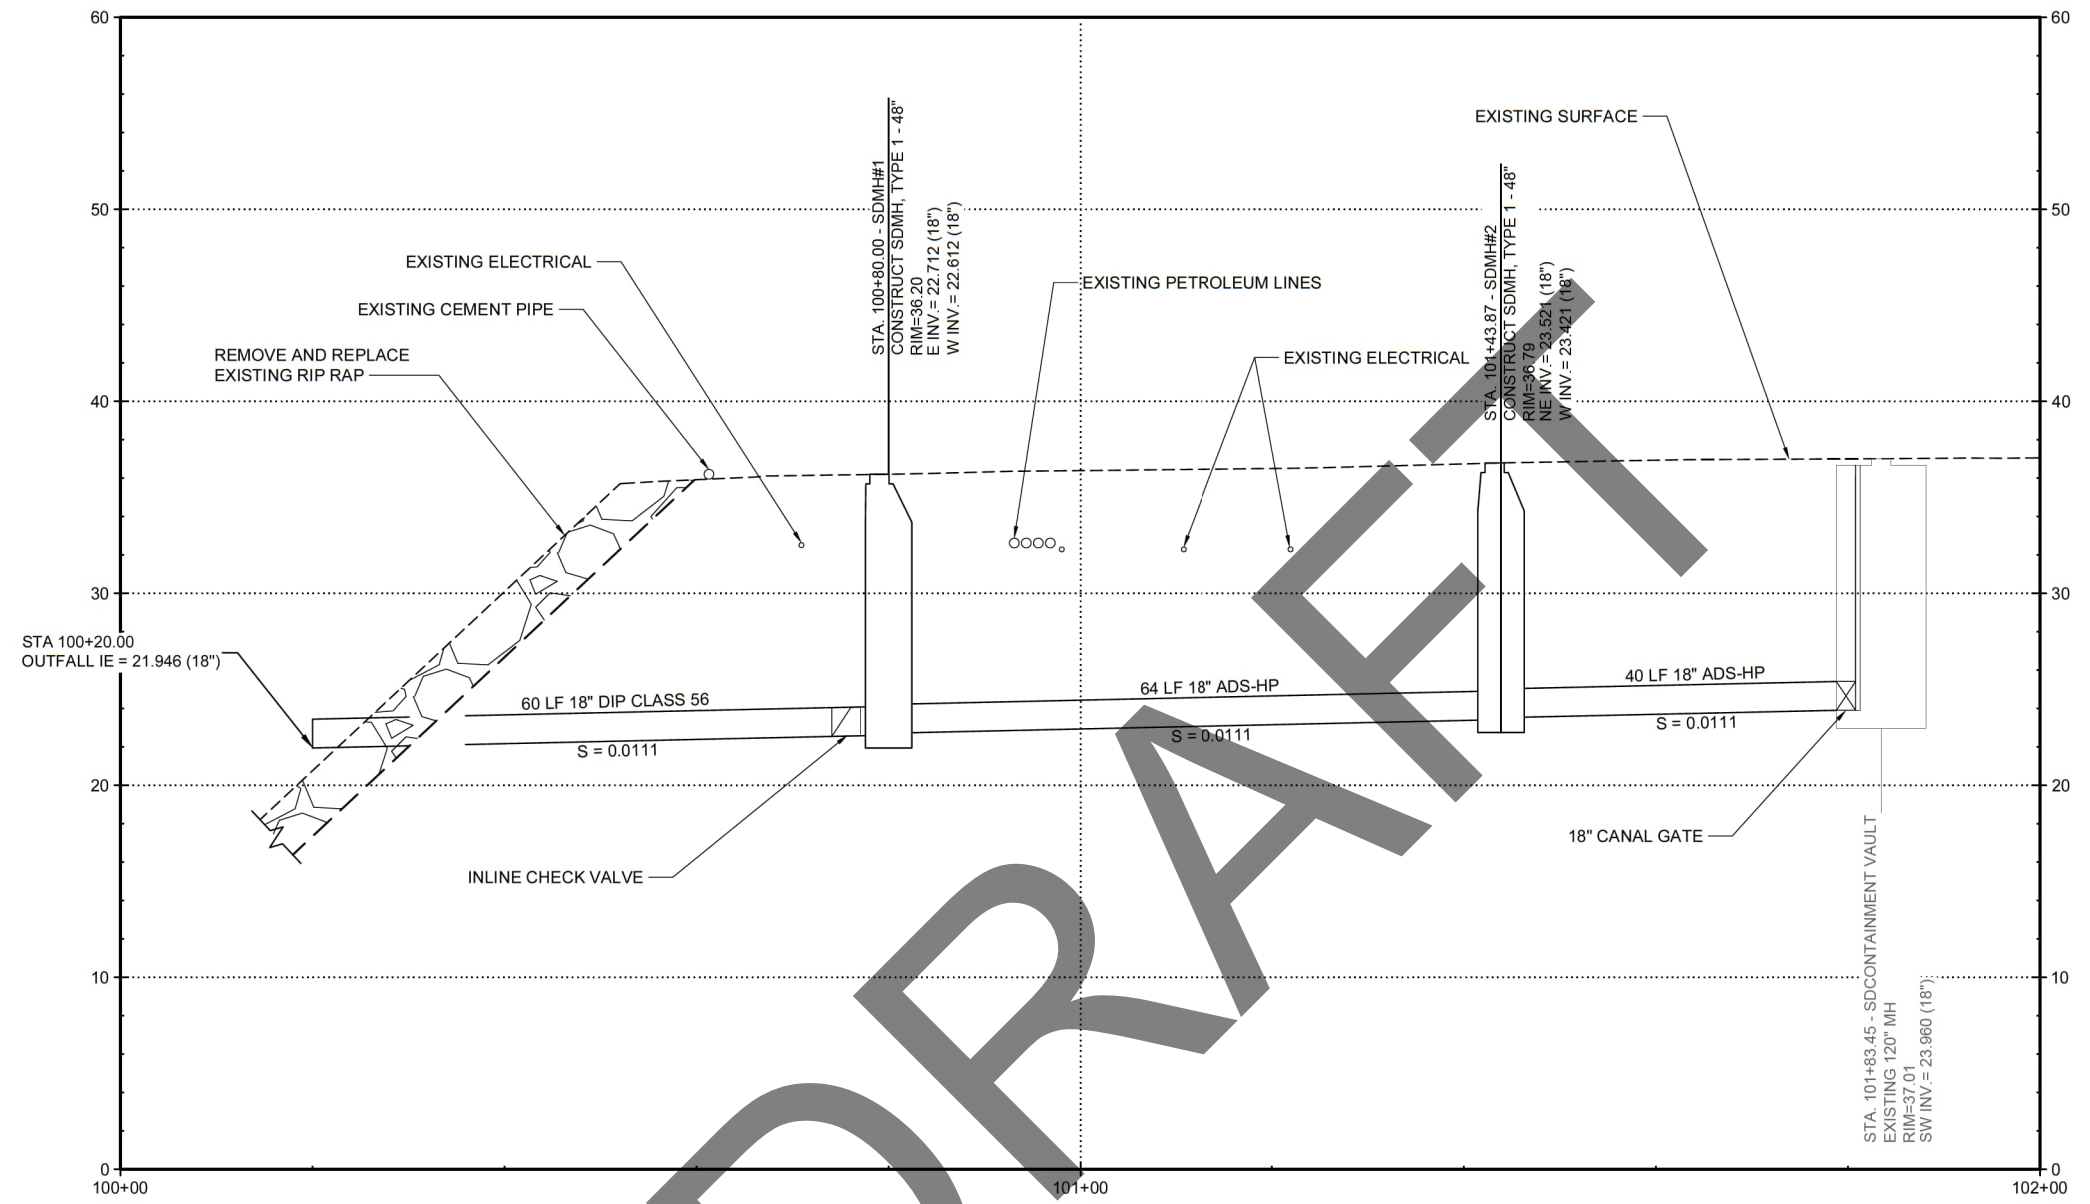 60
60
EXISTING SURFACE
STA. 100+80.00 - SDMH#1
CONSTRUCT SDMH, TYPE 1 - 48"
RIM=36.20
E INV.= 22.712 (18")
W INV.= 22.612 (18")
STA. 101+43.87 - SDMH#2
CONSTRUCT SDMH, TYPE 1 - 48"
RIM=36.79
NE INV.= 23.521 (18")
W INV.= 23.421 (18")
50
50
EXISTING ELECTRICAL
EXISTING PETROLEUM LINES
EXISTING CEMENT PIPE
REMOVE AND REPLACE
EXISTING RIP RAP
EXISTING ELECTRICAL
40
40
30
30
STA 100+20.00
OUTFALL IE = 21.946 (18")
60 LF 18" DIP CLASS 56
S = 0.0111
64 LF 18" ADS-HP
S = 0.0111
40 LF 18" ADS-HP
S = 0.0111
20
20
18" CANAL GATE
INLINE CHECK VALVE
STA. 101+83.45 - SDCONTAINMENT VAULT
EXISTING 120" MH
RIM=37.01
SW INV.= 23.960 (18")
10
10
0
0
100+00
101+00
102+00
DRAFT